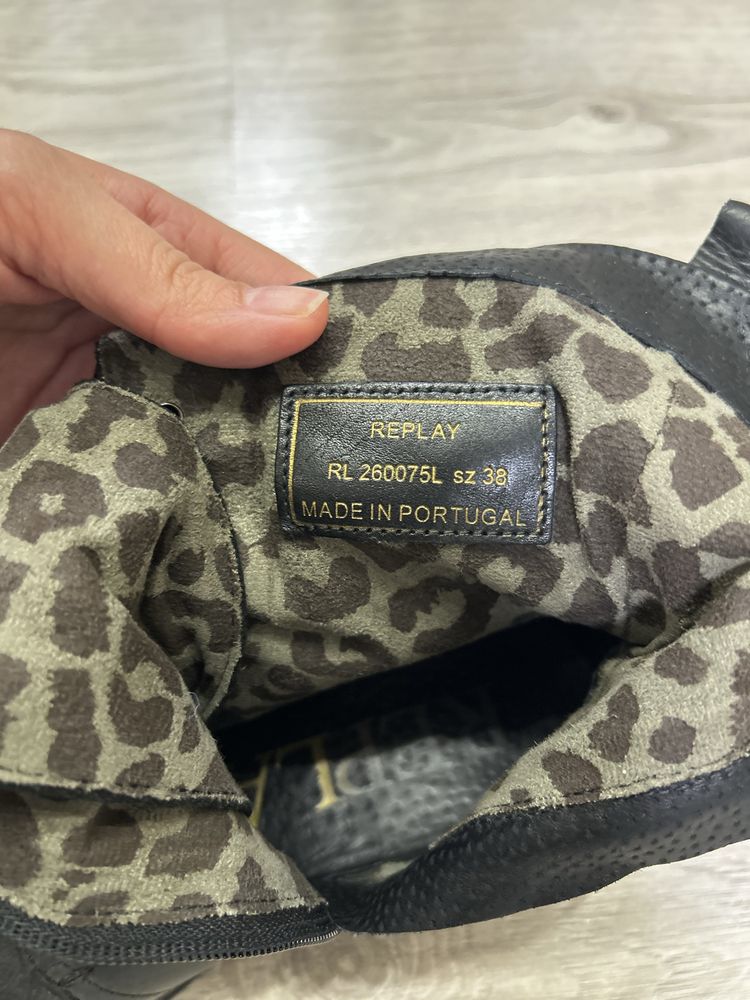 REPLAY
RL 260075L sz 38
MADE IN PORTUGAL